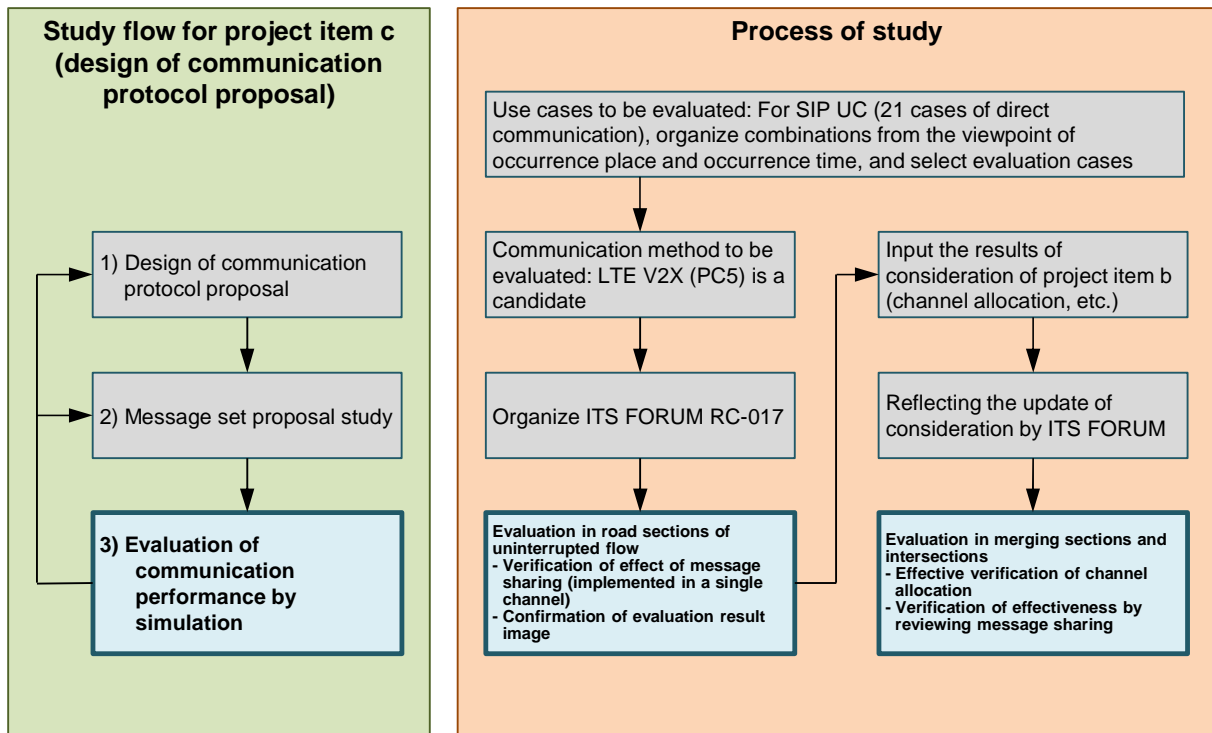 Study flow for project item c
(design of communication
protocol proposal)
1) Design of communication
protocol proposal
2) Message set proposal study
3) Evaluation of
communication
performance by
simulation
Process of study
Use cases to be evaluated: For SIP UC (21 cases of direct
communication), organize combinations from the viewpoint of
occurrence place and occurrence time, and select evaluation cases
Communication method to be
evaluated: LTE V2X (PC5) is a
candidate
Organize ITS FORUM RC-017
Evaluation in road sections of
uninterrupted flow
- Verification of effect of message
sharing (implemented in a single
channel)
- Confirmation of evaluation result
image
Input the results of
consideration of project item b
(channel allocation, etc.)
Reflecting the update of
consideration by ITS FORUM
Evaluation in merging sections and
intersections
- Effective verification of channel
allocation
- Verification of effectiveness by
reviewing message sharing